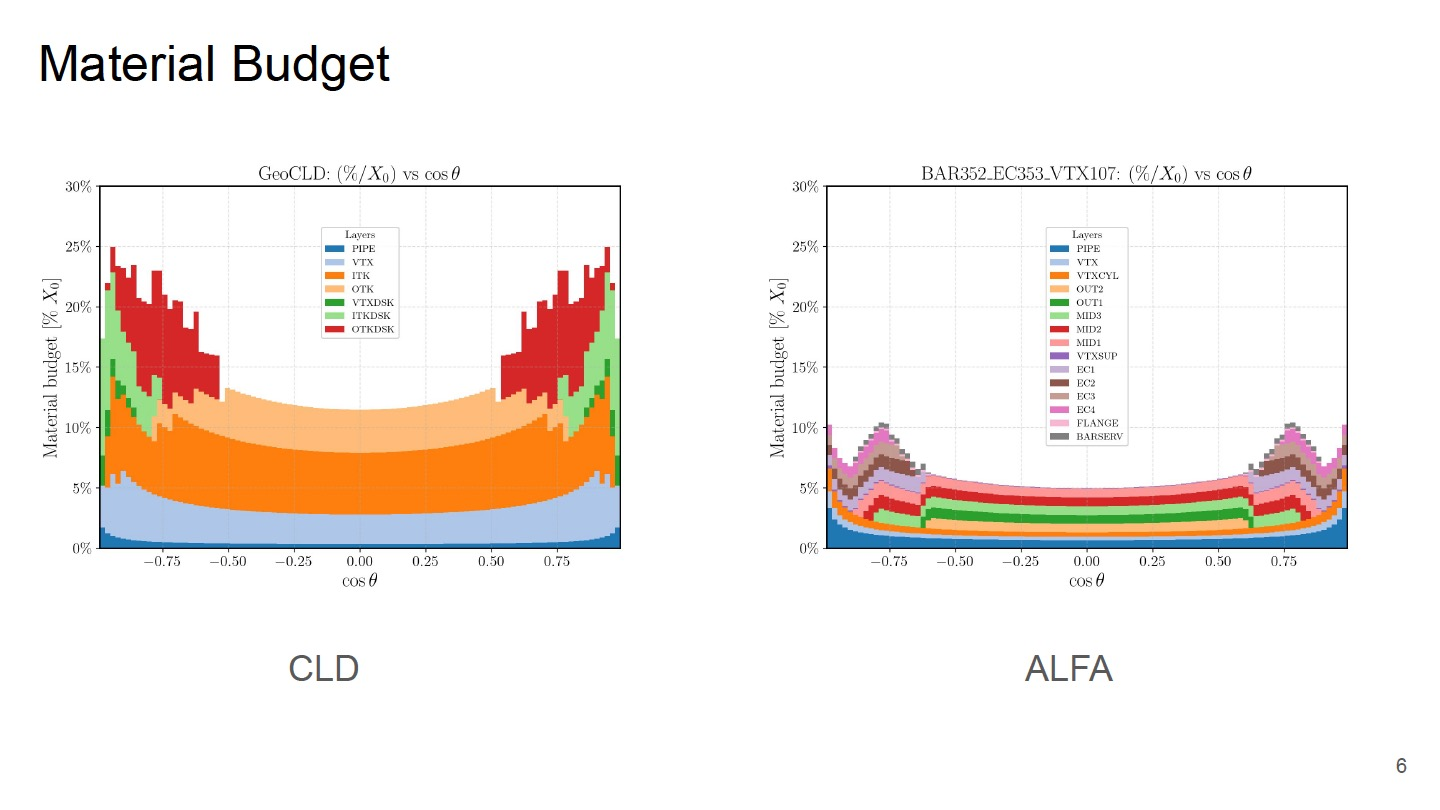 Material Budget
GeoCLD: (%/X₀) vs cos θ
30%
25%
20%
15%
10%
5%
0%
Material budget [% X₀]
Layers
PIPE
VTX
ITK
OTK
VTXDSK
ITKDSK
OTKDSK
−0.75 −0.50 −0.25 0.00 0.25 0.50 0.75
cos θ
CLD
BAR352_EC353_VTX107: (%/X₀) vs cos θ
30%
25%
20%
15%
10%
5%
0%
Material budget [% X₀]
Layers
PIPE
VTX
VTXCYL
OUT2
OUT1
MID3
MID2
MID1
VTXSUP
EC1
EC2
EC3
EC4
FLANGE
BARSERV
−0.75 −0.50 −0.25 0.00 0.25 0.50 0.75
cos θ
ALFA
6